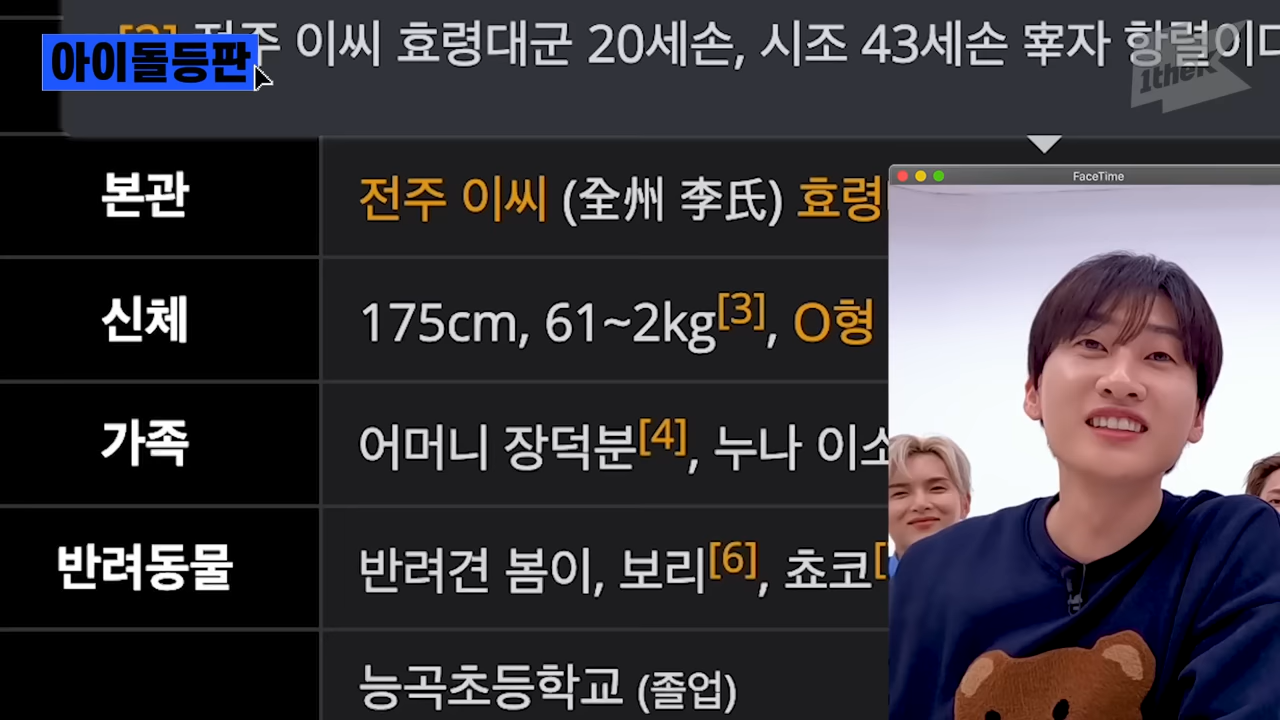 [2] 전주 이씨 효령대군 20세손, 시조 43세손 宰자 항렬이다
아이돌등판
1theK
본관
전주 이씨 (全州 李氏) 효령
FaceTime
신체
175cm, 61~2kg[3], O형
가족
어머니 장덕분[4], 누나 이소
반려동물
반려견 봄이, 보리[6], 쵸코[
능곡초등학교 (졸업)